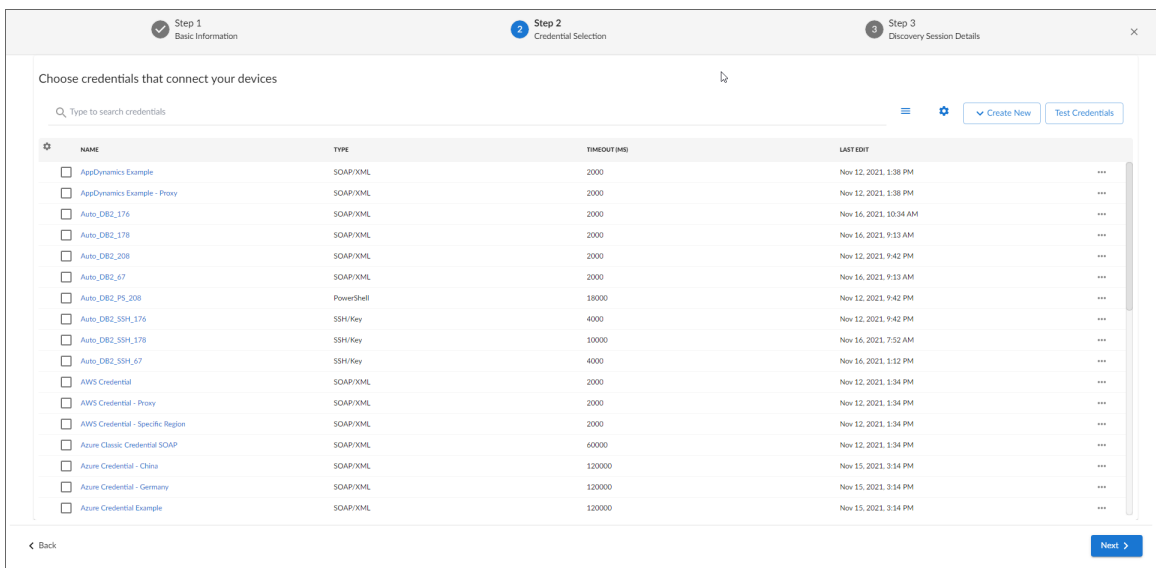 Step 1
Basic Information
2
Step 2
Credential Selection
3
Step 3
Discovery Session Details
Choose credentials that connect your devices
Type to search credentials
Create New
Test Credentials
NAME TYPE TIMEOUT (MS) LAST EDIT
AppDynamics Example SOAP/XML 2000 Nov 12, 2021, 1:38 PM
AppDynamics Example - Proxy SOAP/XML 2000 Nov 12, 2021, 1:38 PM
Auto_DB2_176 SOAP/XML 2000 Nov 16, 2021, 10:34 AM
Auto_DB2_178 SOAP/XML 2000 Nov 16, 2021, 9:13 AM
Auto_DB2_208 SOAP/XML 2000 Nov 12, 2021, 9:42 PM
Auto_DB2_67 SOAP/XML 2000 Nov 16, 2021, 9:13 AM
Auto_DB2_PS_208 PowerShell 18000 Nov 12, 2021, 9:42 PM
Auto_DB2_SSH_176 SSH/Key 4000 Nov 12, 2021, 9:42 PM
Auto_DB2_SSH_178 SSH/Key 10000 Nov 16, 2021, 7:52 AM
Auto_DB2_SSH_67 SSH/Key 4000 Nov 16, 2021, 1:12 PM
AWS Credential SOAP/XML 2000 Nov 12, 2021, 1:34 PM
AWS Credential - Proxy SOAP/XML 2000 Nov 12, 2021, 1:34 PM
AWS Credential - Specific Region SOAP/XML 2000 Nov 12, 2021, 1:34 PM
Azure Classic Credential SOAP SOAP/XML 60000 Nov 12, 2021, 1:34 PM
Azure Credential - China SOAP/XML 120000 Nov 15, 2021, 3:14 PM
Azure Credential - Germany SOAP/XML 120000 Nov 15, 2021, 3:14 PM
Azure Credential Example SOAP/XML 120000 Nov 15, 2021, 3:14 PM
Back
Next